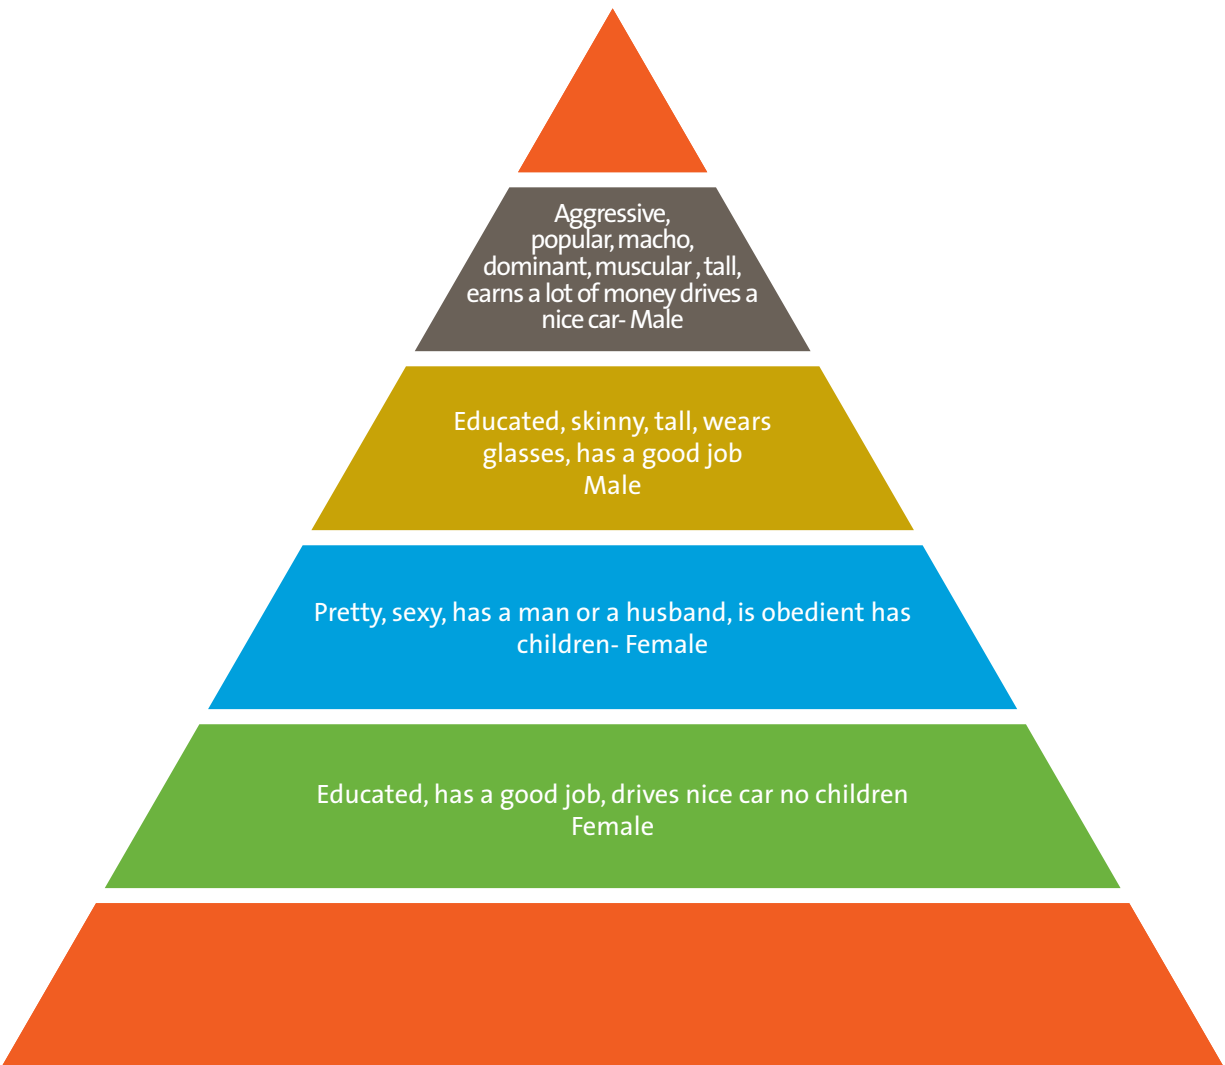 Aggressive,
popular, macho,
dominant, muscular , tall,
earns a lot of money drives a
nice car- Male
Educated, skinny, tall, wears
glasses, has a good job
Male
Pretty, sexy, has a man or a husband, is obedient has
children- Female
Educated, has a good job, drives nice car no children
Female